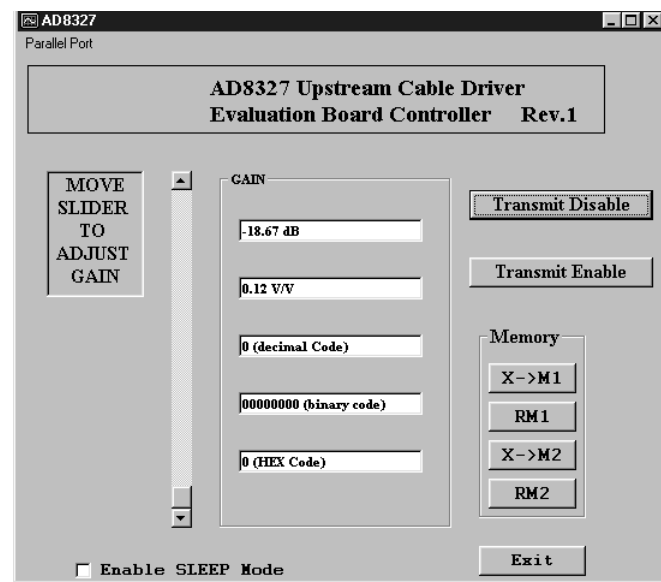 AD8327
Parallel Port
AD8327 Upstream Cable Driver
Evaluation Board Controller Rev.1
MOVE
SLIDER
TO
ADJUST
GAIN
GAIN
-18.67 dB
0.12 V/V
0 (decimal Code)
00000000 (binary code)
0 (HEX Code)
Transmit Disable
Transmit Enable
Memory
X->M1
RM1
X->M2
RM2
Enable SLEEP Mode
Exit